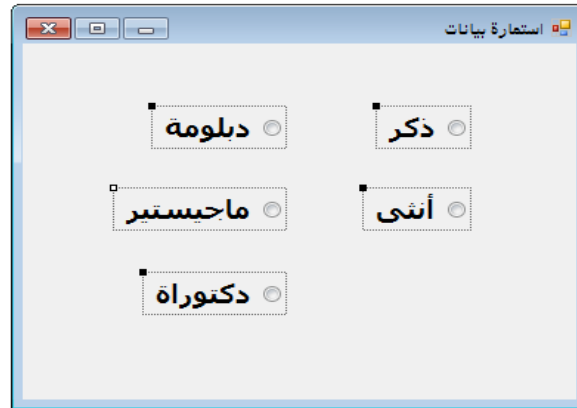 استمارة بيانات
ذكر
دبلومة
أنثى
ماجيستير
دكتوراة